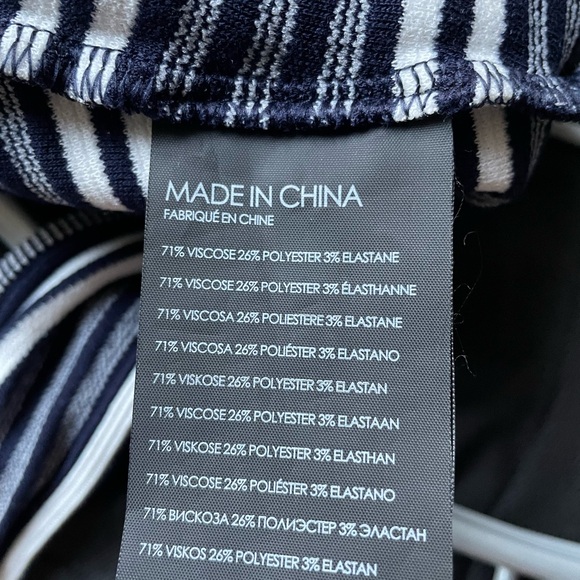 MADE IN CHINA
FABRIQUÉ EN CHINE
71% VISCOSE 26% POLYESTER 3% ELASTANE
71% VISCOSE 26% POLYESTER 3% ÉLASTHANNE
71% VISCOSA 26% POLIESTERE 3% ELASTANE
71% VISCOSA 26% POLIÉSTER 3% ELASTANO
71% VISKOSE 26% POLYESTER 3% ELASTAN
71% VISCOSE 26% POLYESTER 3% ELASTAAN
71% VISKOSE 26% POLYESTER 3% ELASTHAN
71% VISCOSE 26% POLIÉSTER 3% ELASTANO
71% ВИСКОЗА 26% ПОЛИЭСТЕР 3% ЭЛАСТАН
71% VISKOS 26% POLYESTER 3% ELASTAN